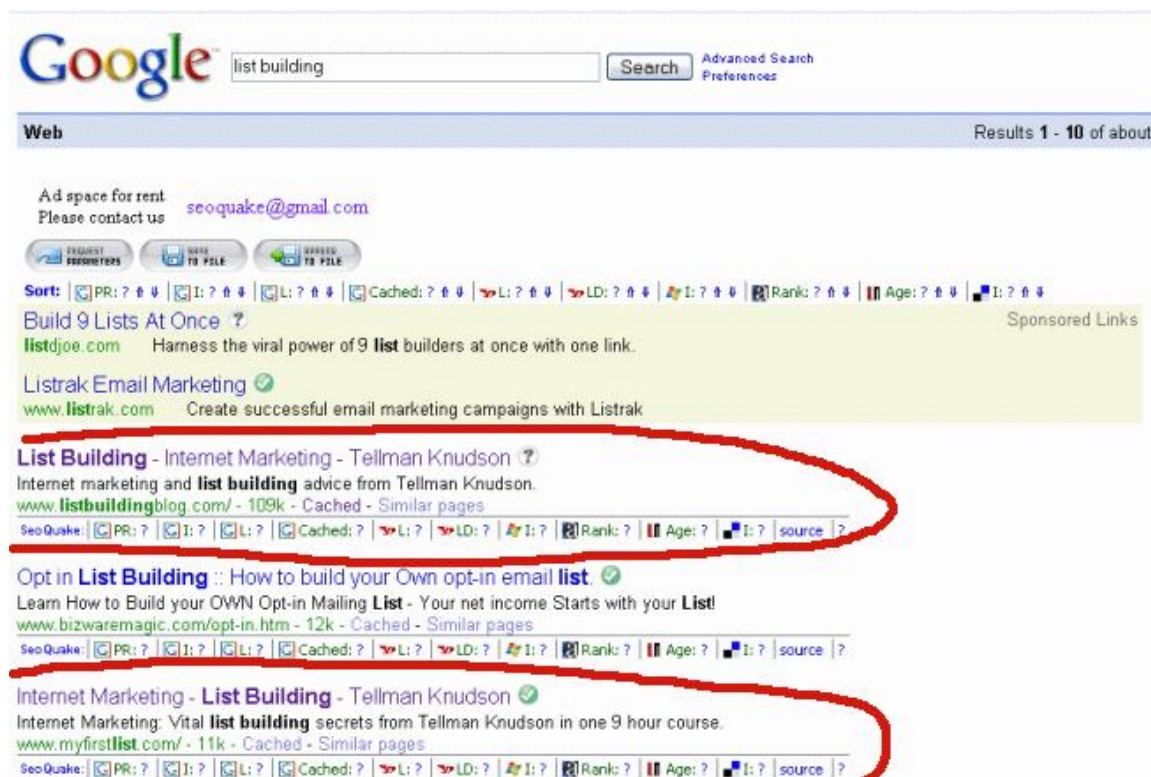 Google™ list building Search Advanced Search
Preferences
Web Results 1 - 10 of about
Ad space for rent
Please contact us seoquake@gmail.com
REQUEST PARAMETERS SAVE TO FILE APPEND TO FILE
Sort: PR: ? I: ? L: ? Cached: ? L: ? LD: ? I: ? Rank: ? Age: ? I: ?
Build 9 Lists At Once ? Sponsored Links
listdjoe.com Harness the viral power of 9 list builders at once with one link.
Listrak Email Marketing
www.listrak.com Create successful email marketing campaigns with Listrak
List Building - Internet Marketing - Tellman Knudson ?
Internet marketing and list building advice from Tellman Knudson.
www.listbuildingblog.com/ - 109k - Cached - Similar pages
SeoQuake: PR: ? I: ? L: ? Cached: ? L: ? LD: ? I: ? Rank: ? Age: ? I: ? source ?
Opt in List Building :: How to build your Own opt-in email list.
Learn How to Build your OWN Opt-in Mailing List - Your net income Starts with your List!
www.bizwaremagic.com/opt-in.htm - 12k - Cached - Similar pages
SeoQuake: PR: ? I: ? L: ? Cached: ? L: ? LD: ? I: ? Rank: ? Age: ? I: ? source ?
Internet Marketing - List Building - Tellman Knudson
Internet Marketing: Vital list building secrets from Tellman Knudson in one 9 hour course.
www.myfirstlist.com/ - 11k - Cached - Similar pages
SeoQuake: PR: ? I: ? L: ? Cached: ? L: ? LD: ? I: ? Rank: ? Age: ? I: ? source ?